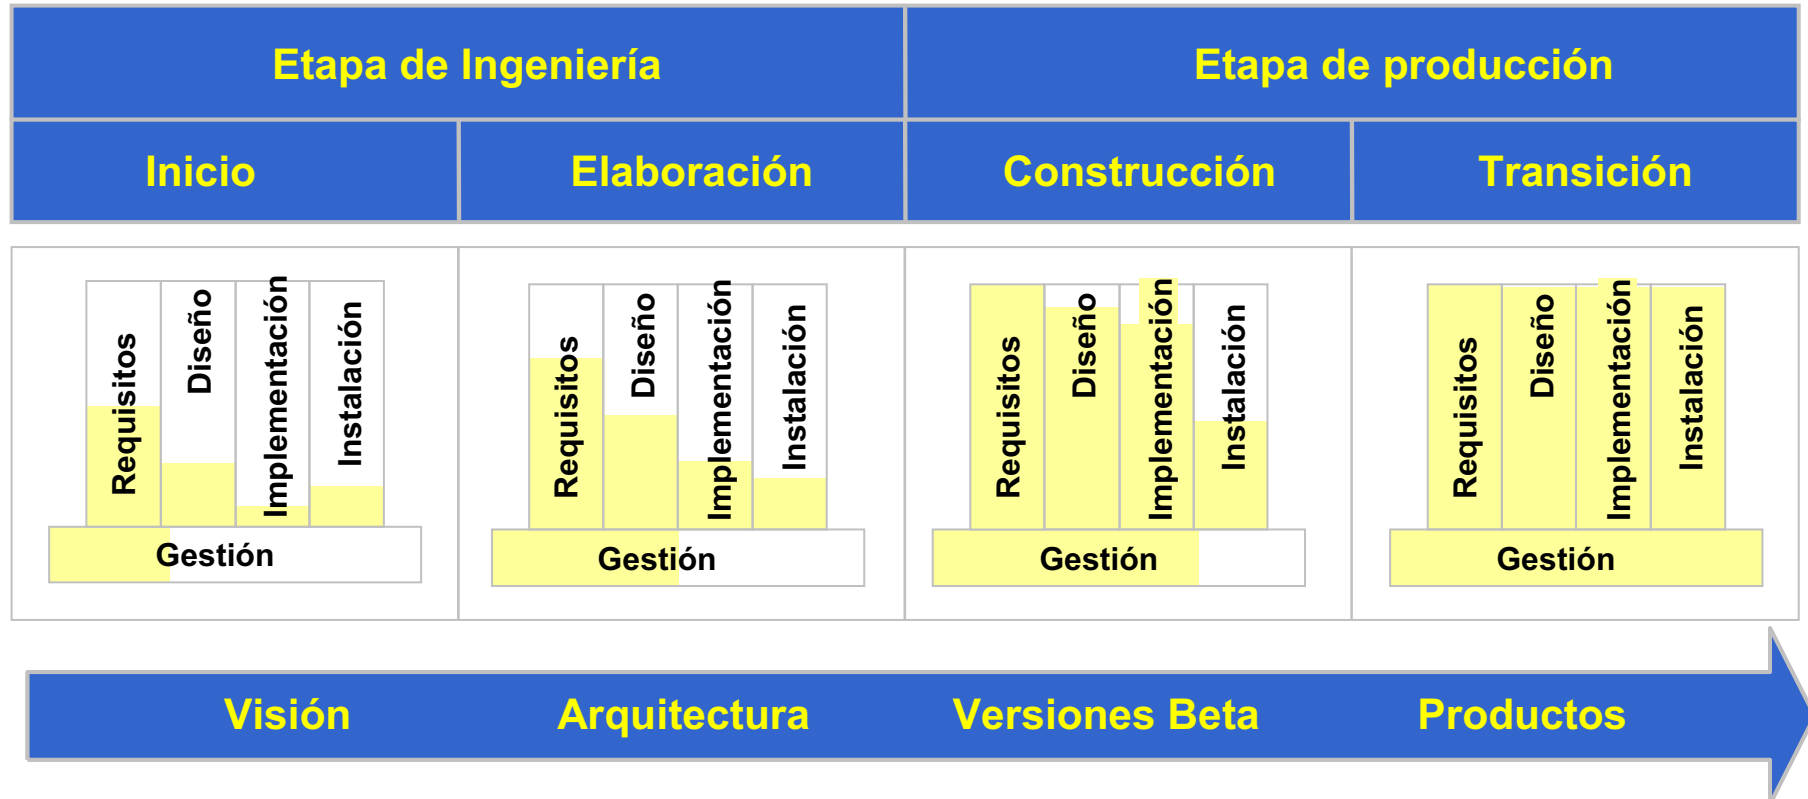 Etapa de Ingeniería
Etapa de producción
Inicio
Elaboración
Construcción
Transición
Requisitos
Diseño
Implementación
Instalación
Gestión
Requisitos
Diseño
Implementación
Instalación
Gestión
Requisitos
Diseño
Implementación
Instalación
Gestión
Requisitos
Diseño
Implementación
Instalación
Gestión
Visión
Arquitectura
Versiones Beta
Productos